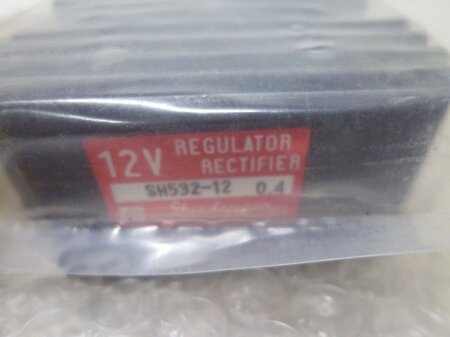 12V REGULATOR
RECTIFIER
SH532-12 0.4